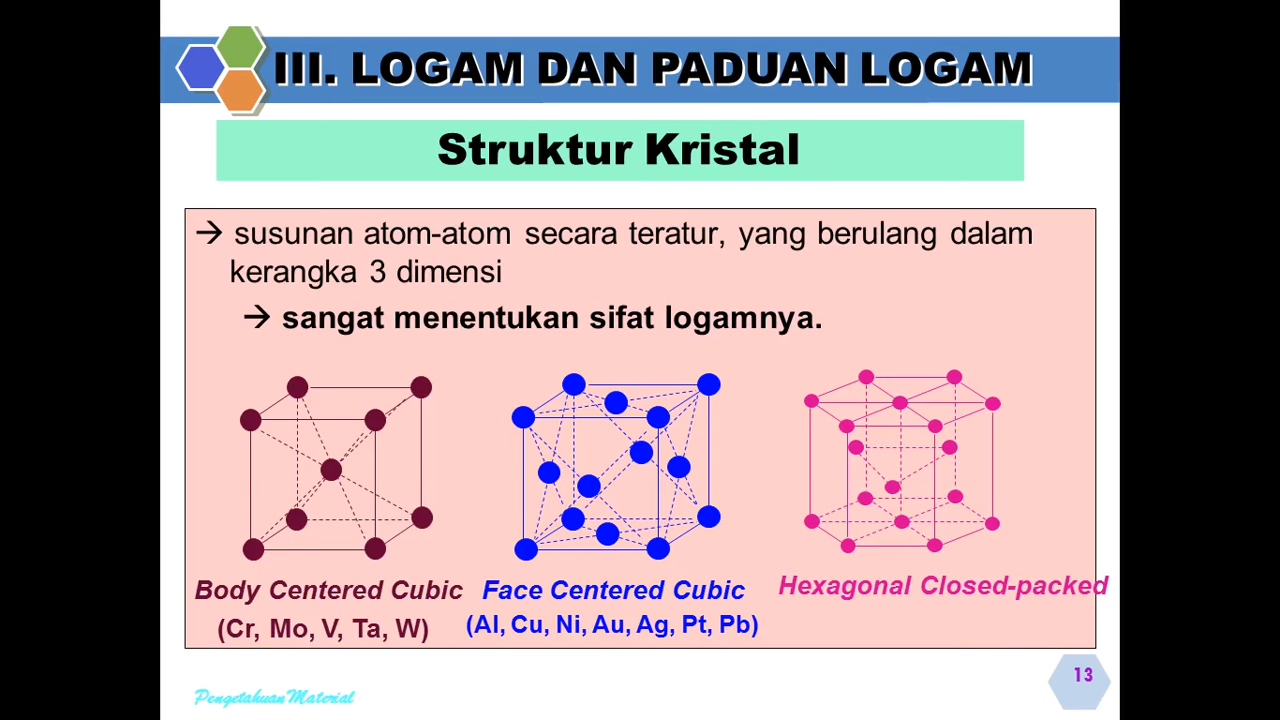 III. LOGAM DAN PADUAN LOGAM
Struktur Kristal
→ susunan atom-atom secara teratur, yang berulang dalam
kerangka 3 dimensi
→ sangat menentukan sifat logamnya.
Body Centered Cubic
(Cr, Mo, V, Ta, W)
Face Centered Cubic
(Al, Cu, Ni, Au, Ag, Pt, Pb)
Hexagonal Closed-packed
Pengetahuan Material
13